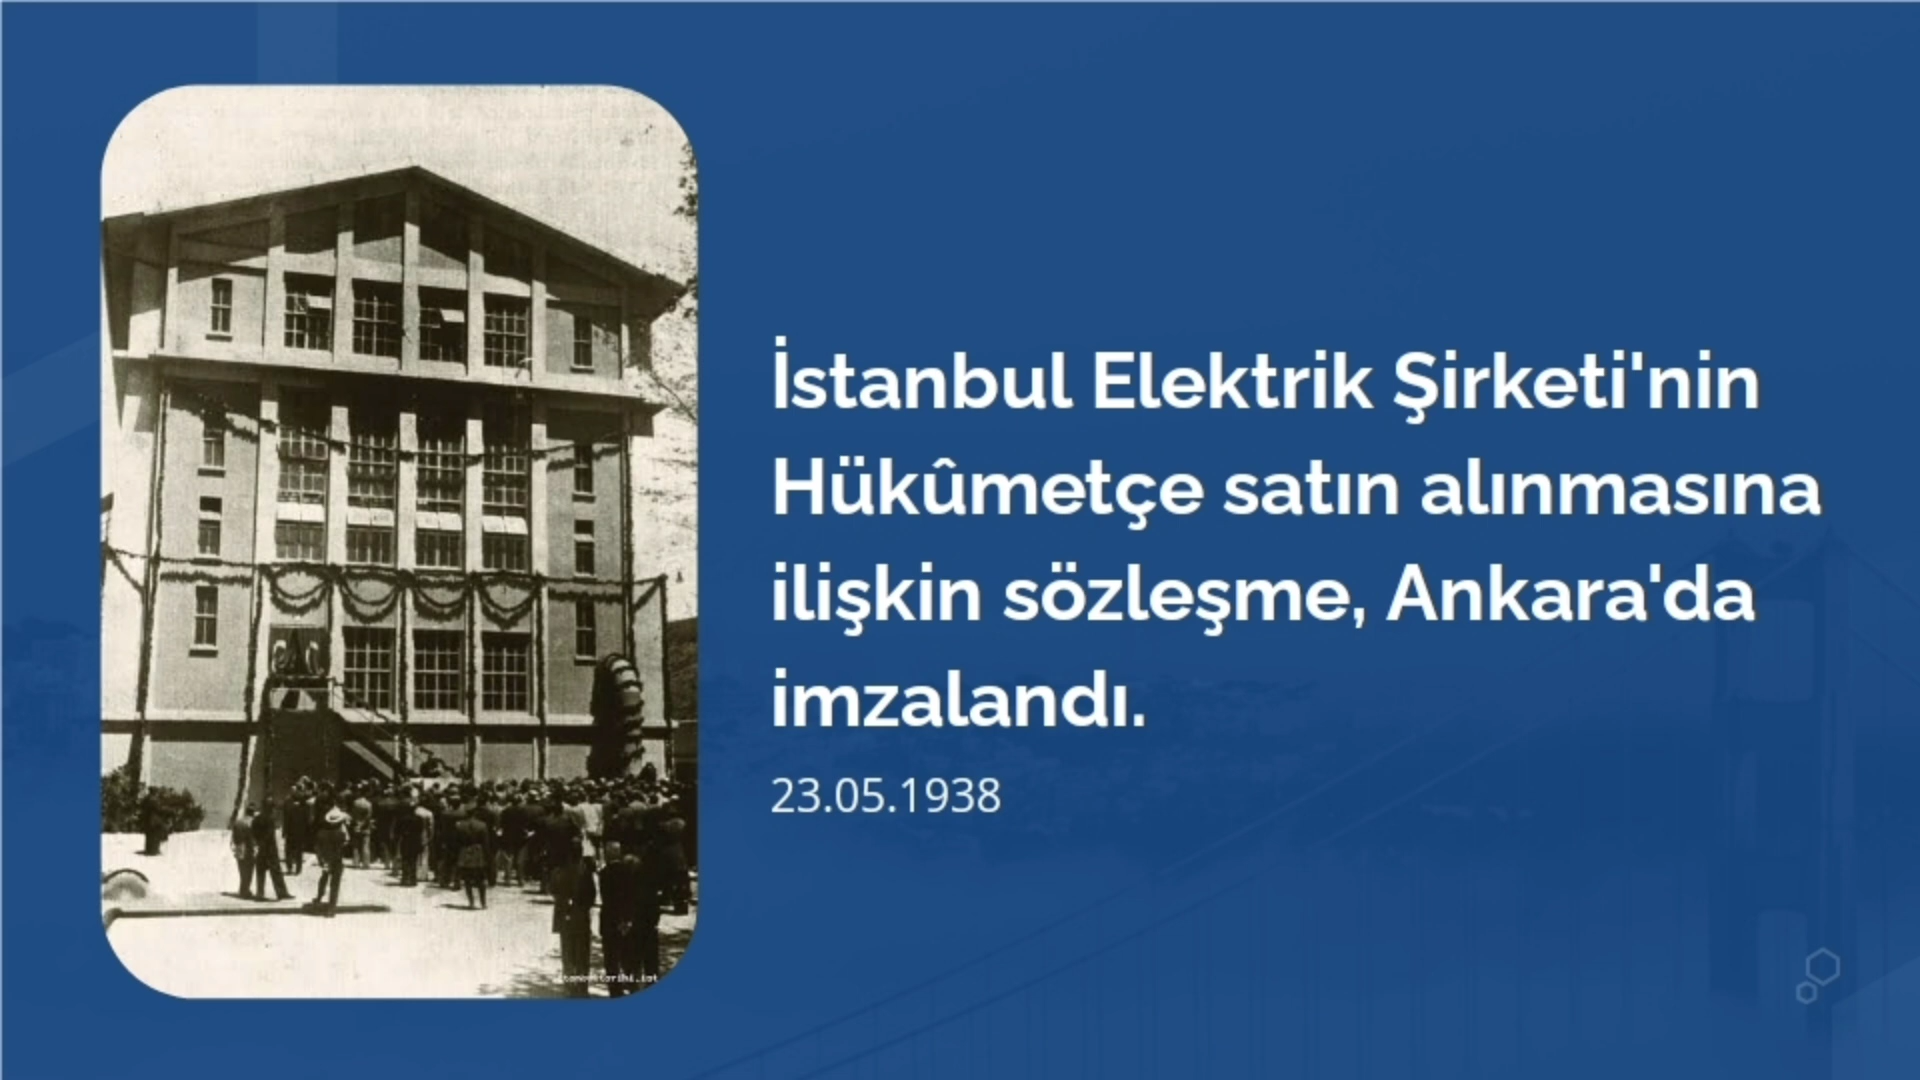 İstanbul Elektrik Şirketi'nin
Hükûmetçe satın alınmasına
ilişkin sözleşme, Ankara'da
imzalandı.
23.05.1938